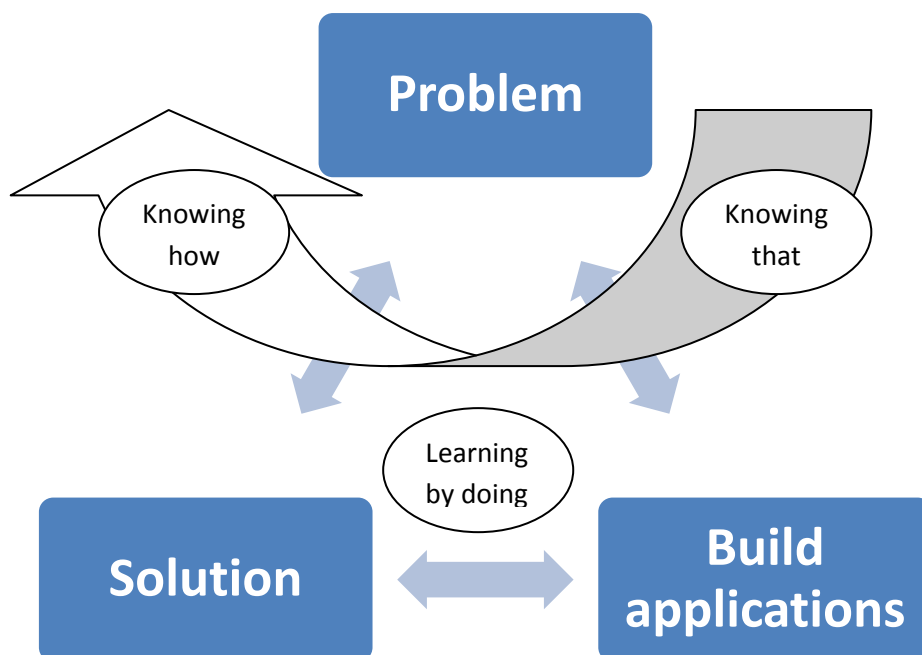 Problem
Knowing
how
Knowing
that
Learning
by doing
Solution
Build
applications